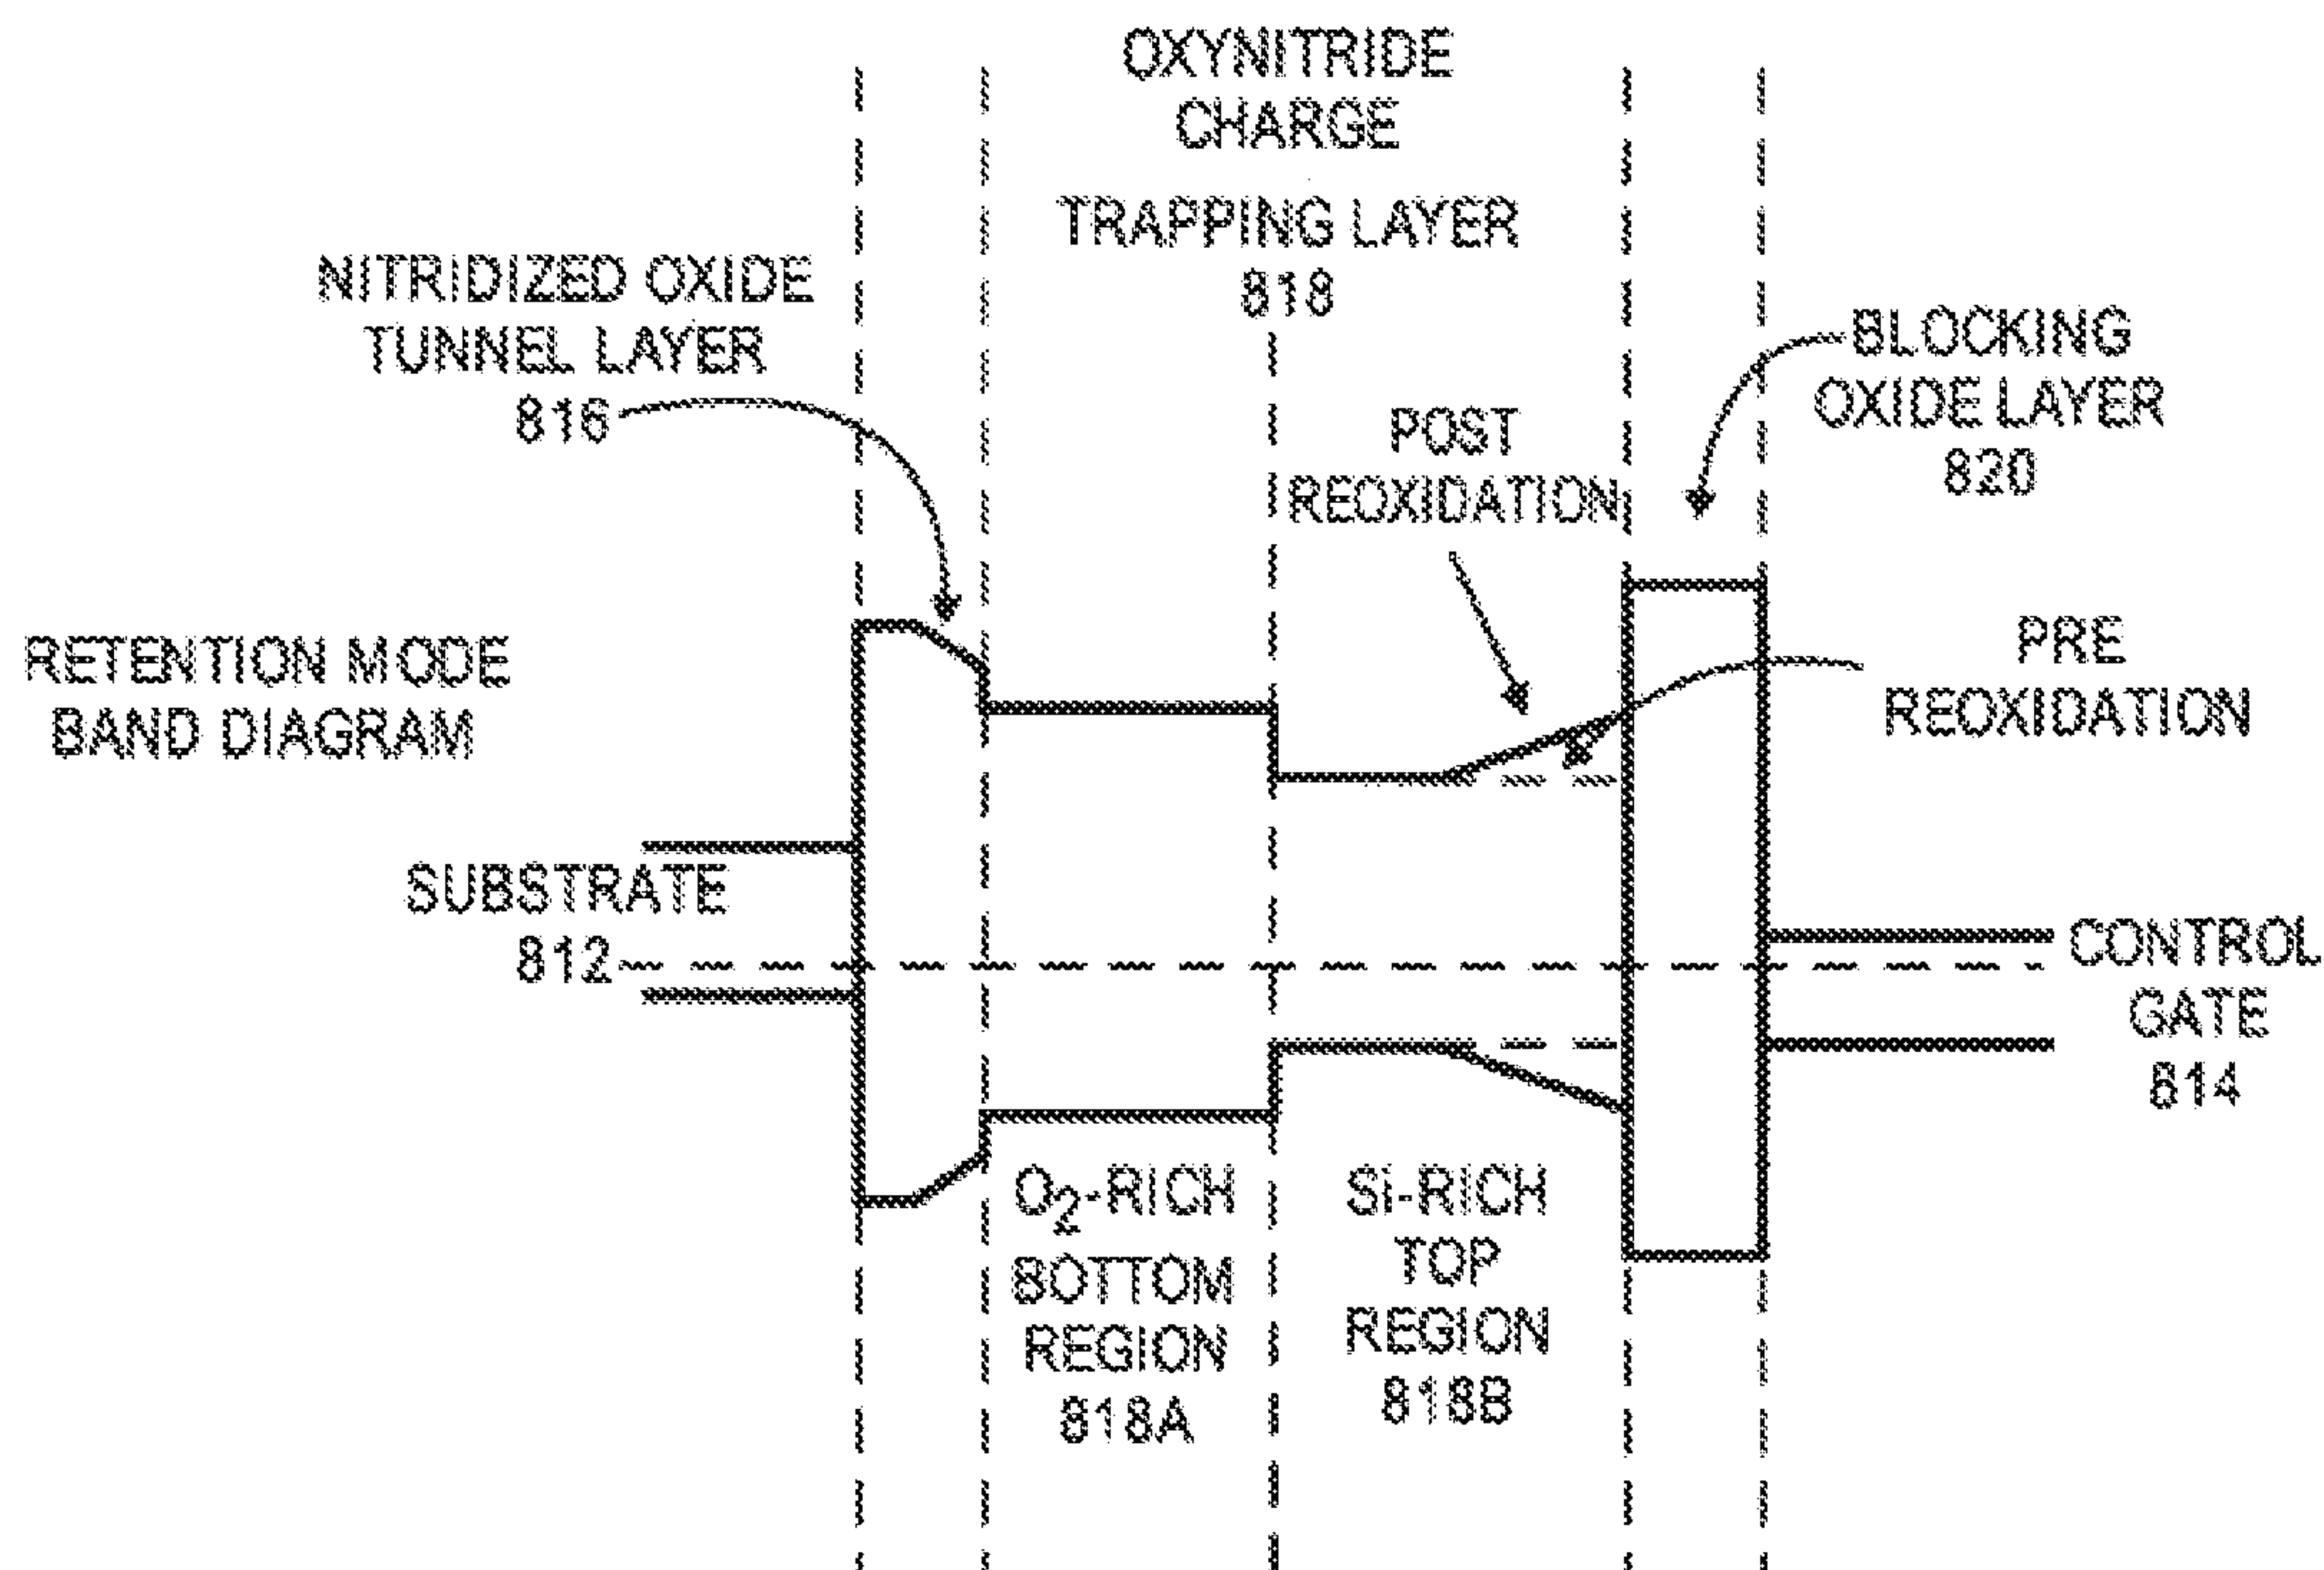 OXYNITRIDE
CHARGE
TRAPPING LAYER
818
NITRIDIZED OXIDE
TUNNEL LAYER
816
BLOCKING
OXIDE LAYER
820
POST
REOXIDATION
PRE
REOXIDATION
RETENTION MODE
BAND DIAGRAM
SUBSTRATE
812
CONTROL
GATE
814
O2-RICH
BOTTOM
REGION
818A
Si-RICH
TOP
REGION
818B